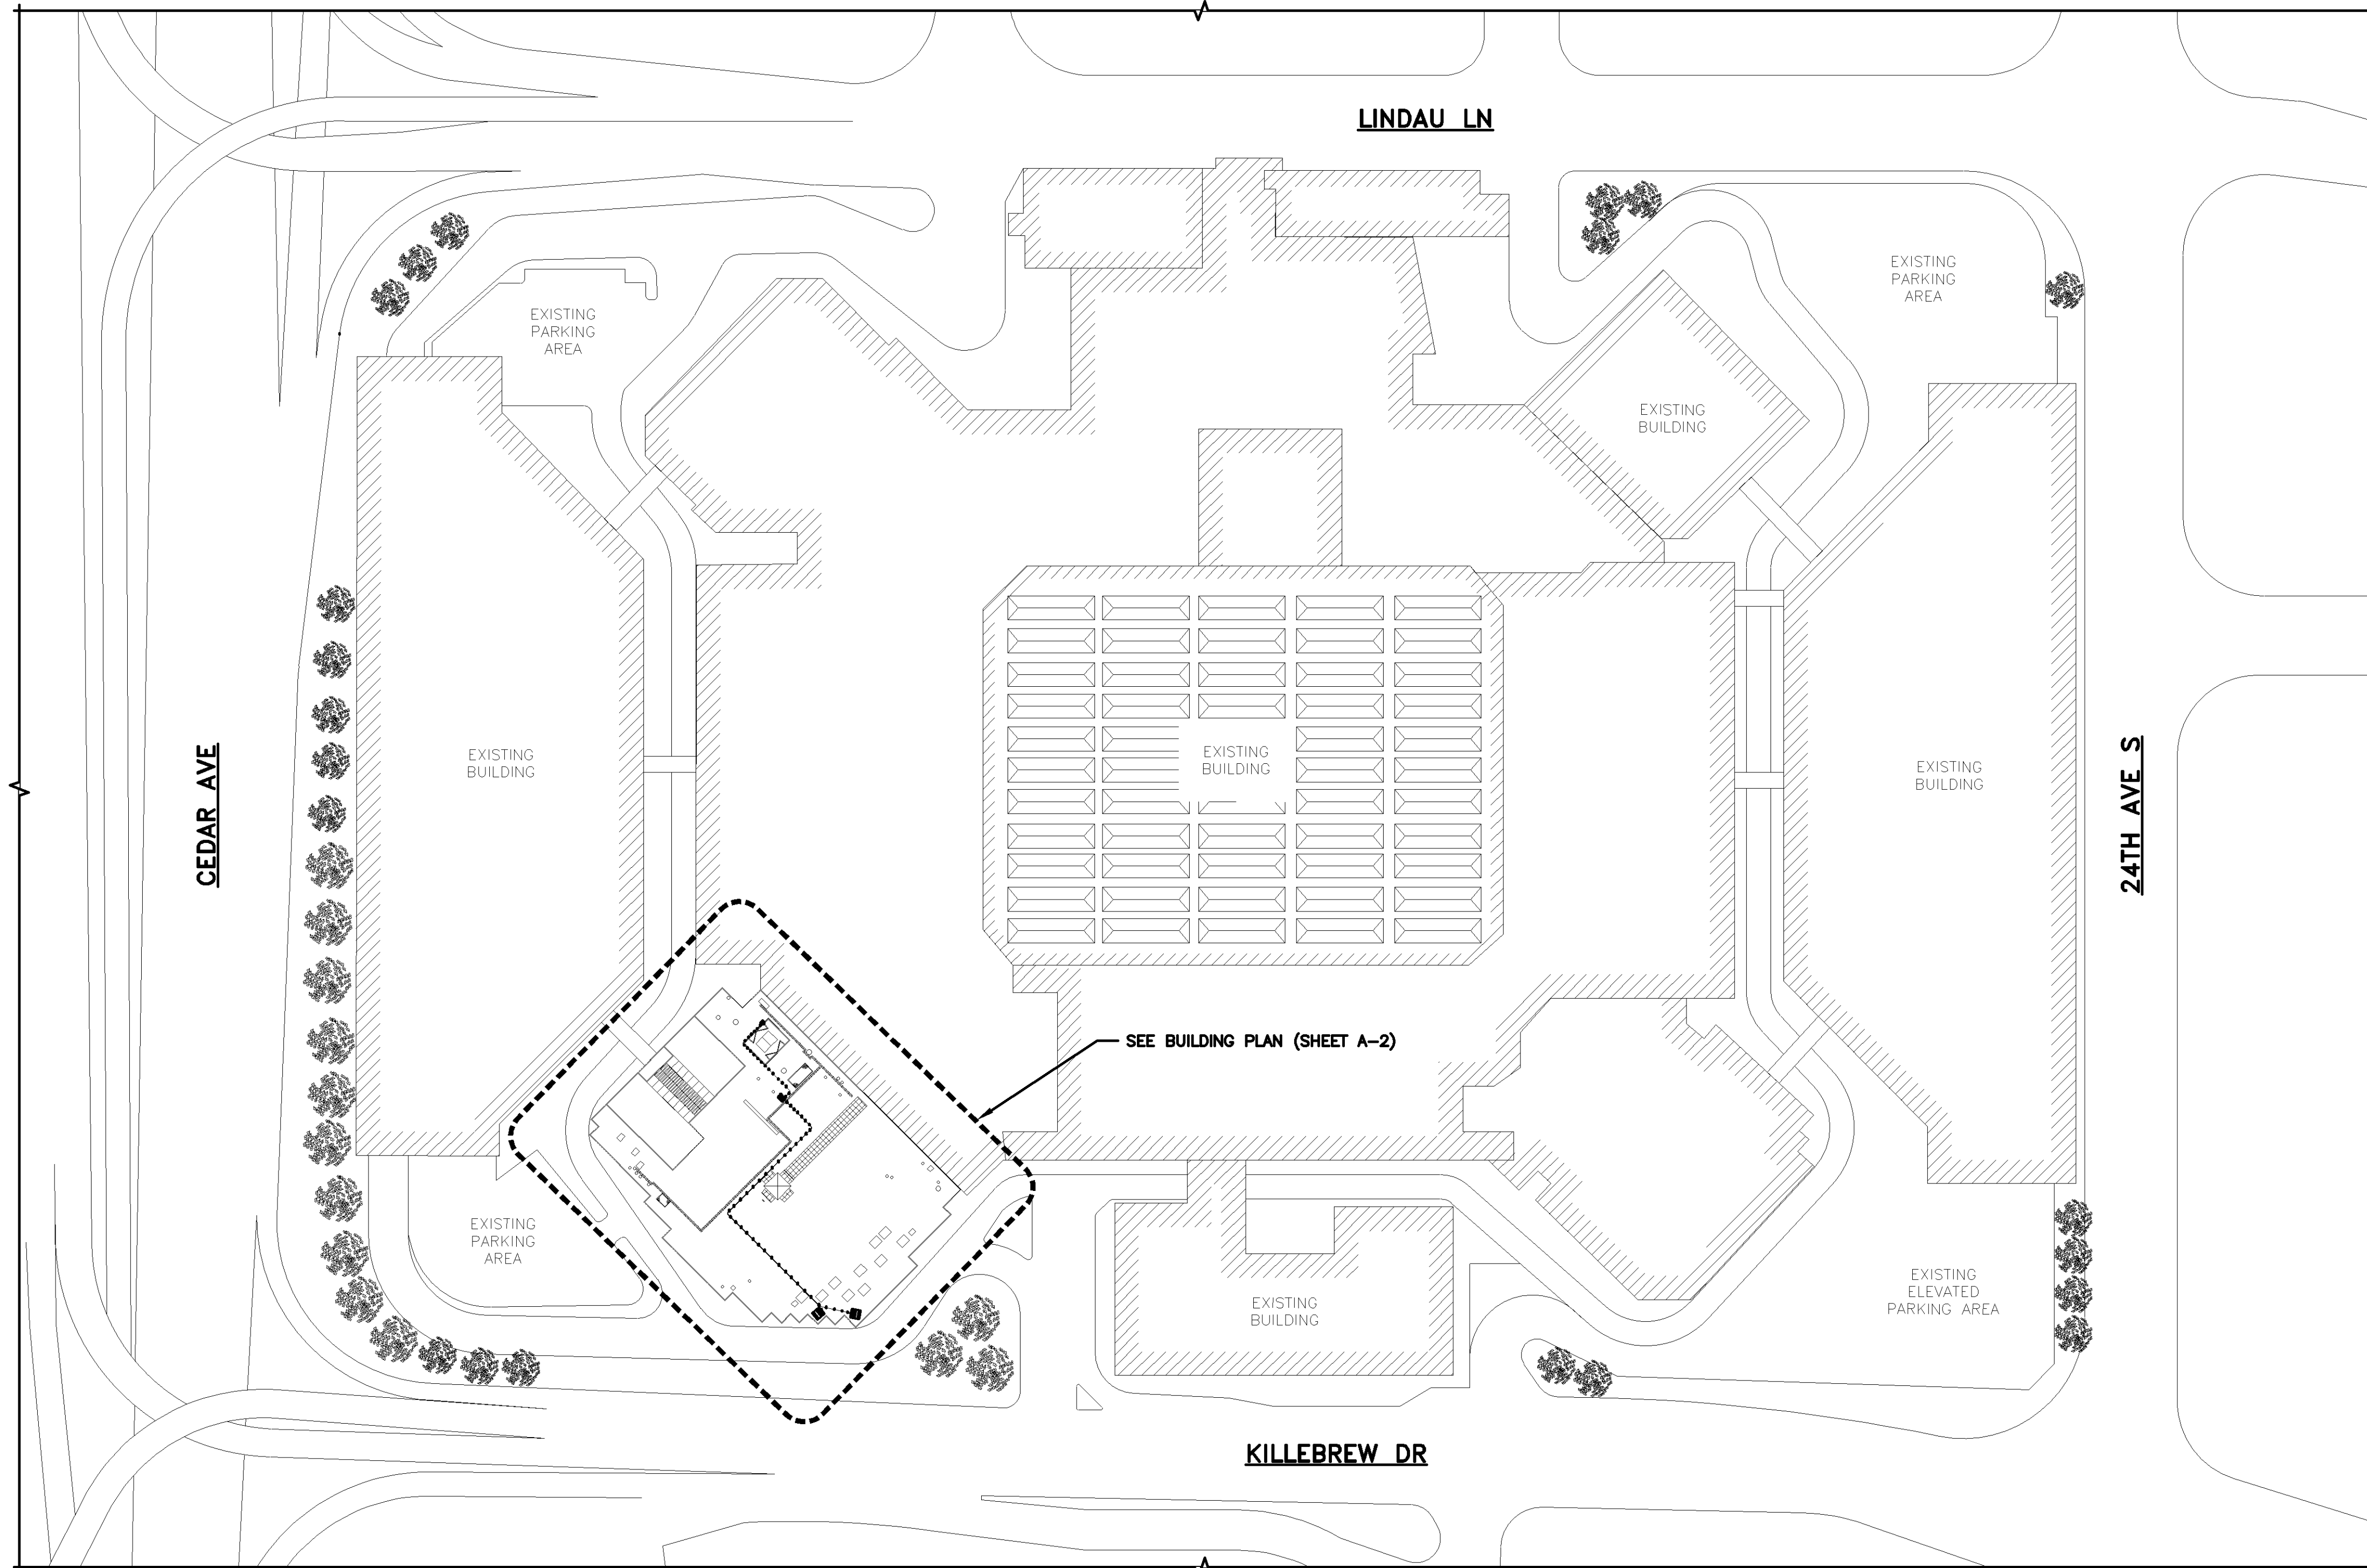 LINDAU LN
EXISTING
PARKING
AREA
EXISTING
PARKING
AREA
EXISTING
BUILDING
CEDAR AVE
EXISTING
BUILDING
EXISTING
BUILDING
EXISTING
BUILDING
24TH AVE S
SEE BUILDING PLAN (SHEET A-2)
EXISTING
PARKING
AREA
EXISTING
BUILDING
EXISTING
ELEVATED
PARKING AREA
KILLEBREW DR